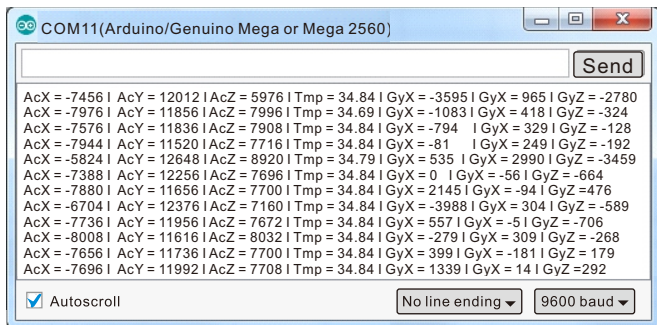 COM11(Arduino/Genuino Mega or Mega 2560)
Send
AcX = -7456 I AcY = 12012 I AcZ = 5976 I Tmp = 34.84 I GyX = -3595 I GyX = 965 I GyZ = -2780
AcX = -7976 I AcY = 11856 I AcZ = 7996 I Tmp = 34.69 I GyX = -1083 I GyX = 418 I GyZ = -324
AcX = -7576 I AcY = 11836 I AcZ = 7908 I Tmp = 34.84 I GyX = -794 I GyX = 329 I GyZ = -128
AcX = -7944 I AcY = 11520 I AcZ = 7716 I Tmp = 34.84 I GyX = -81 I GyX = 249 I GyZ = -192
AcX = -5824 I AcY = 12648 I AcZ = 8920 I Tmp = 34.79 I GyX = 535 I GyX = 2990 I GyZ = -3459
AcX = -7388 I AcY = 12256 I AcZ = 7696 I Tmp = 34.84 I GyX = 0 I GyX = -56 I GyZ = -664
AcX = -7880 I AcY = 11656 I AcZ = 7700 I Tmp = 34.84 I GyX = 2145 I GyX = -94 I GyZ =476
AcX = -6704 I AcY = 12376 I AcZ = 7160 I Tmp = 34.84 I GyX = -3988 I GyX = 304 I GyZ = -589
AcX = -7736 I AcY = 11956 I AcZ = 7672 I Tmp = 34.84 I GyX = 557 I GyX = -5 I GyZ = -706
AcX = -8008 I AcY = 11616 I AcZ = 8032 I Tmp = 34.84 I GyX = -279 I GyX = 309 I GyZ = -268
AcX = -7656 I AcY = 11736 I AcZ = 7700 I Tmp = 34.84 I GyX = 399 I GyX = -181 I GyZ = 179
AcX = -7696 I AcY = 11992 I AcZ = 7708 I Tmp = 34.84 I GyX = 1339 I GyX = 14 I GyZ =292
Autoscroll
No line ending
9600 baud